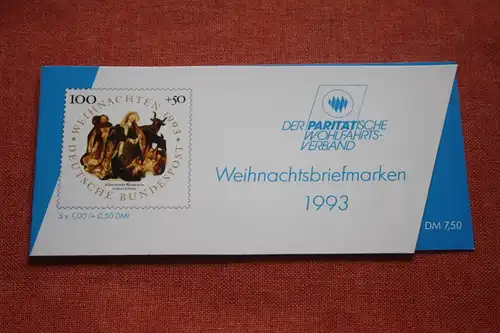 100 +50
WEIHNACHTEN 1993
DEUTSCHE BUNDESPOST
5 x 1,00 (+ 0,50 DM)
DER PARITÄTISCHE
WOHLFAHRTS-
VERBAND
Weihnachtsbriefmarken
1993
DM 7,50